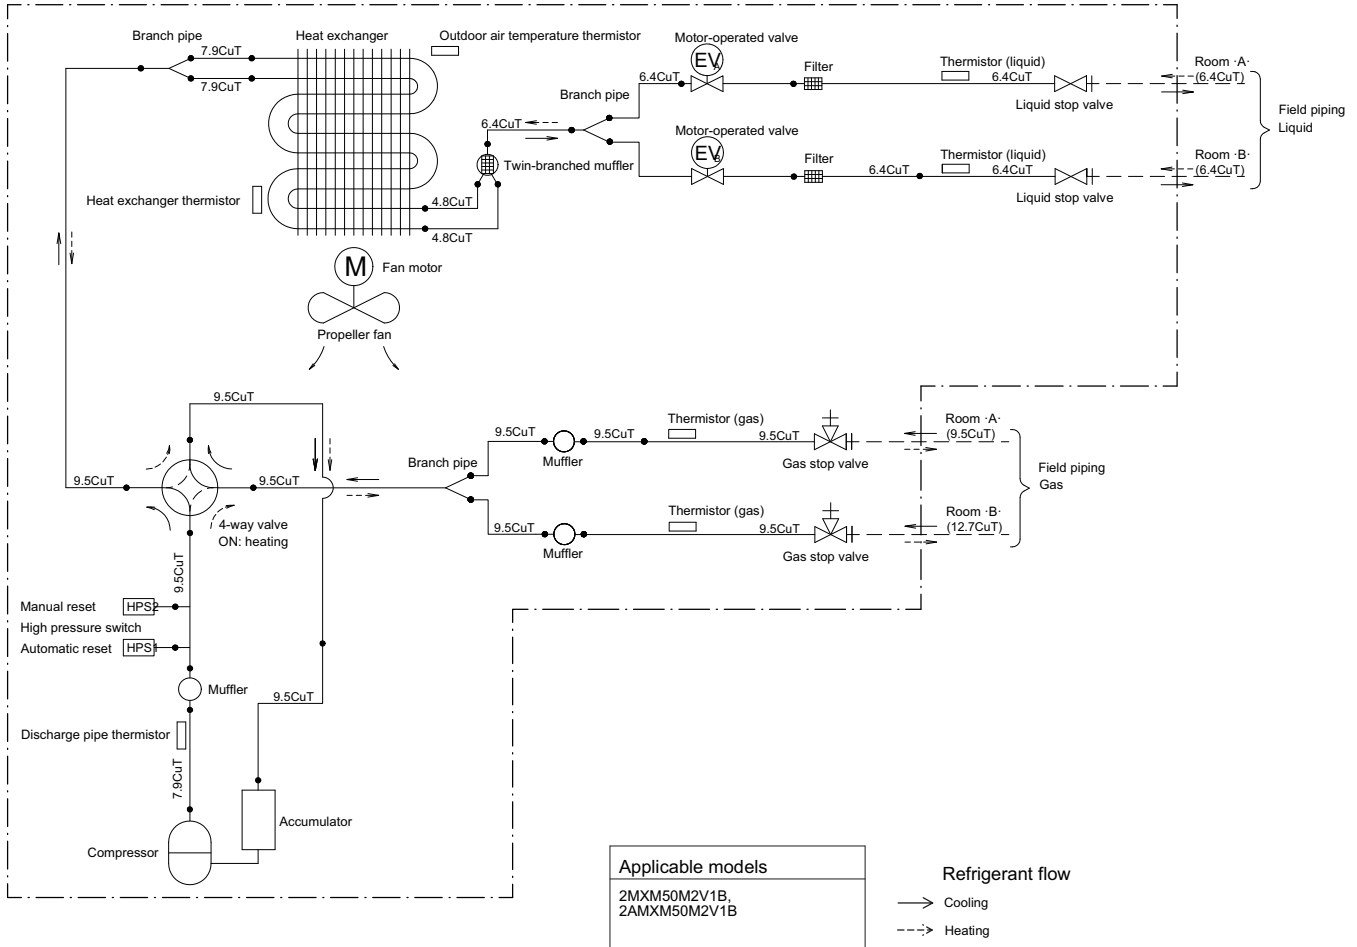 Branch pipe
7.9CuT
7.9CuT
Heat exchanger
Outdoor air temperature thermistor
Motor-operated valve
EVA
6.4CuT
Filter
Thermistor (liquid)
6.4CuT
Liquid stop valve
Room ·A·
(6.4CuT)
Branch pipe
6.4CuT
Field piping
Liquid
Motor-operated valve
EVB
Filter
6.4CuT
Thermistor (liquid)
6.4CuT
Liquid stop valve
Room ·B·
(6.4CuT)
Twin-branched muffler
Heat exchanger thermistor
4.8CuT
4.8CuT
M
Fan motor
Propeller fan
9.5CuT
9.5CuT
9.5CuT
4-way valve
ON: heating
Branch pipe
9.5CuT
Muffler
9.5CuT
Thermistor (gas)
9.5CuT
Gas stop valve
Room ·A·
(9.5CuT)
Field piping
Gas
9.5CuT
Muffler
Thermistor (gas)
9.5CuT
Gas stop valve
Room ·B·
(12.7CuT)
9.5CuT
Manual reset
HPS2
High pressure switch
Automatic reset
HPS1
Muffler
9.5CuT
Discharge pipe thermistor
7.9CuT
Accumulator
Compressor
Applicable models
2MXM50M2V1B,
2AMXM50M2V1B
Refrigerant flow
Cooling
Heating